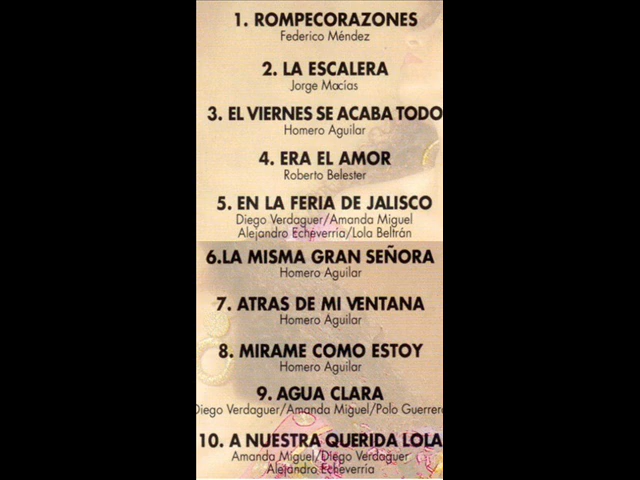 1. ROMPECORAZONES
Federico Méndez
2. LA ESCALERA
Jorge Macías
3. EL VIERNES SE ACABA TODO
Homero Aguilar
4. ERA EL AMOR
Roberto Belester
5. EN LA FERIA DE JALISCO
Diego Verdaguer/Amanda Miguel
Alejandro Echeverría/Lola Beltrán
6.LA MISMA GRAN SEÑORA
Homero Aguilar
7. ATRAS DE MI VENTANA
Homero Aguilar
8. MIRAME COMO ESTOY
Homero Aguilar
9. AGUA CLARA
Diego Verdaguer/Amanda Miguel/Polo Guerrero
10. A NUESTRA QUERIDA LOLA
Amanda Miguel/Diego Verdaguer
Alejandro Echeverría